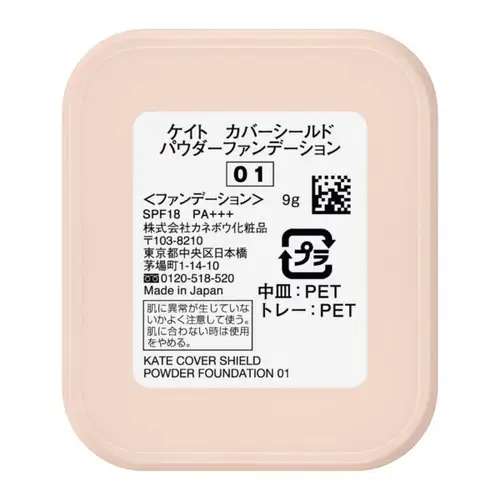 ケイト カバーシールド
パウダーファンデーション
01
＜ファンデーション＞ 9g
SPF18 PA+++
株式会社カネボウ化粧品
〒103-8210
東京都中央区日本橋
茅場町1-14-10
0120-518-520
Made in Japan
プラ
中皿：PET
トレー：PET
肌に異常が生じていな
いかよく注意して使う。
肌に合わない時は使用
をやめる。
KATE COVER SHIELD
POWDER FOUNDATION 01